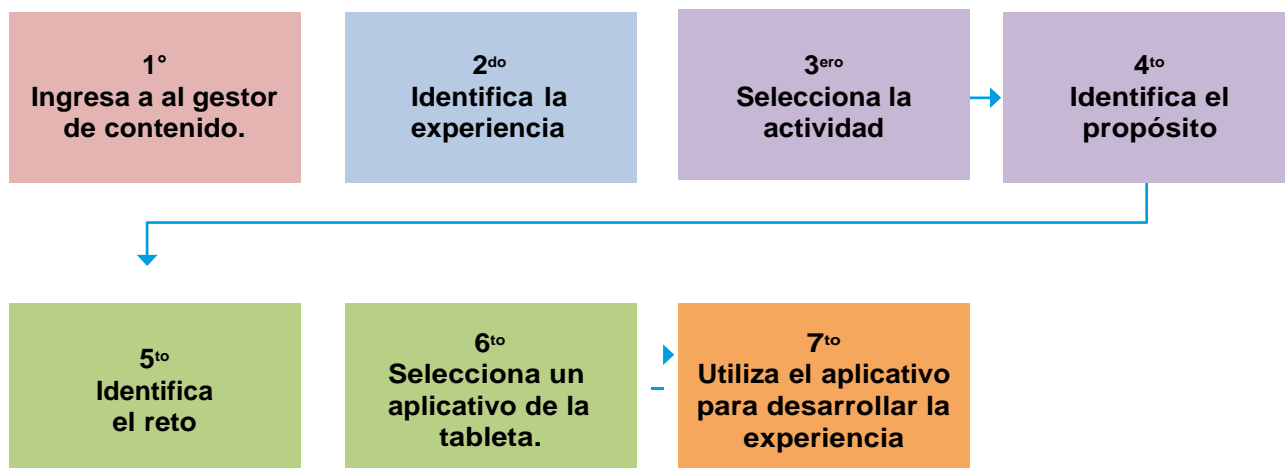 1°
Ingresa a al gestor
de contenido.
2do
Identifica la
experiencia
3ero
Selecciona la
actividad
4to
Identifica el
propósito
5to
Identifica
el reto
6to
Selecciona un
aplicativo de la
tableta.
7to
Utiliza el aplicativo
para desarrollar la
experiencia